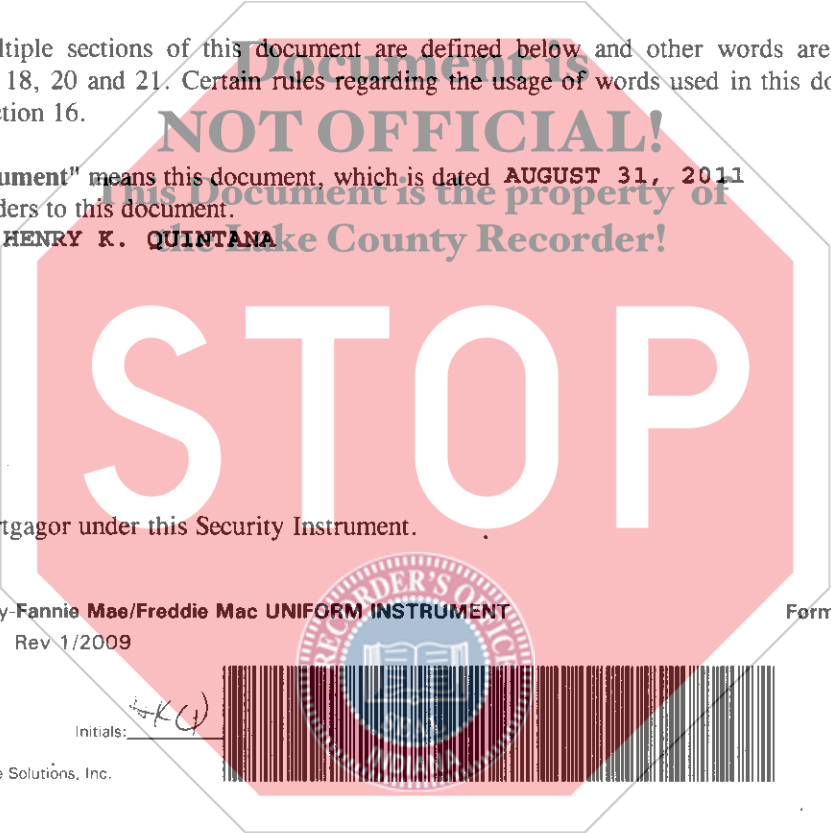 ltiple sections of this document are defined below and other words are
18, 20 and 21. Certain rules regarding the usage of words used in this do
ction 16.
Document is
NOT OFFICIAL!
This Document is the property of
the Lake County Recorder!
ument" means this document, which is dated AUGUST 31, 2011
ders to this document.
HENRY K. QUINTANA
STOP
rtgagor under this Security Instrument.
y-Fannie Mae/Freddie Mac UNIFORM INSTRUMENT Form
Rev 1/2009
RECORDER'S OFFICE
SEAL
INDIANA
Initials: HKQ
e Solutions, Inc.